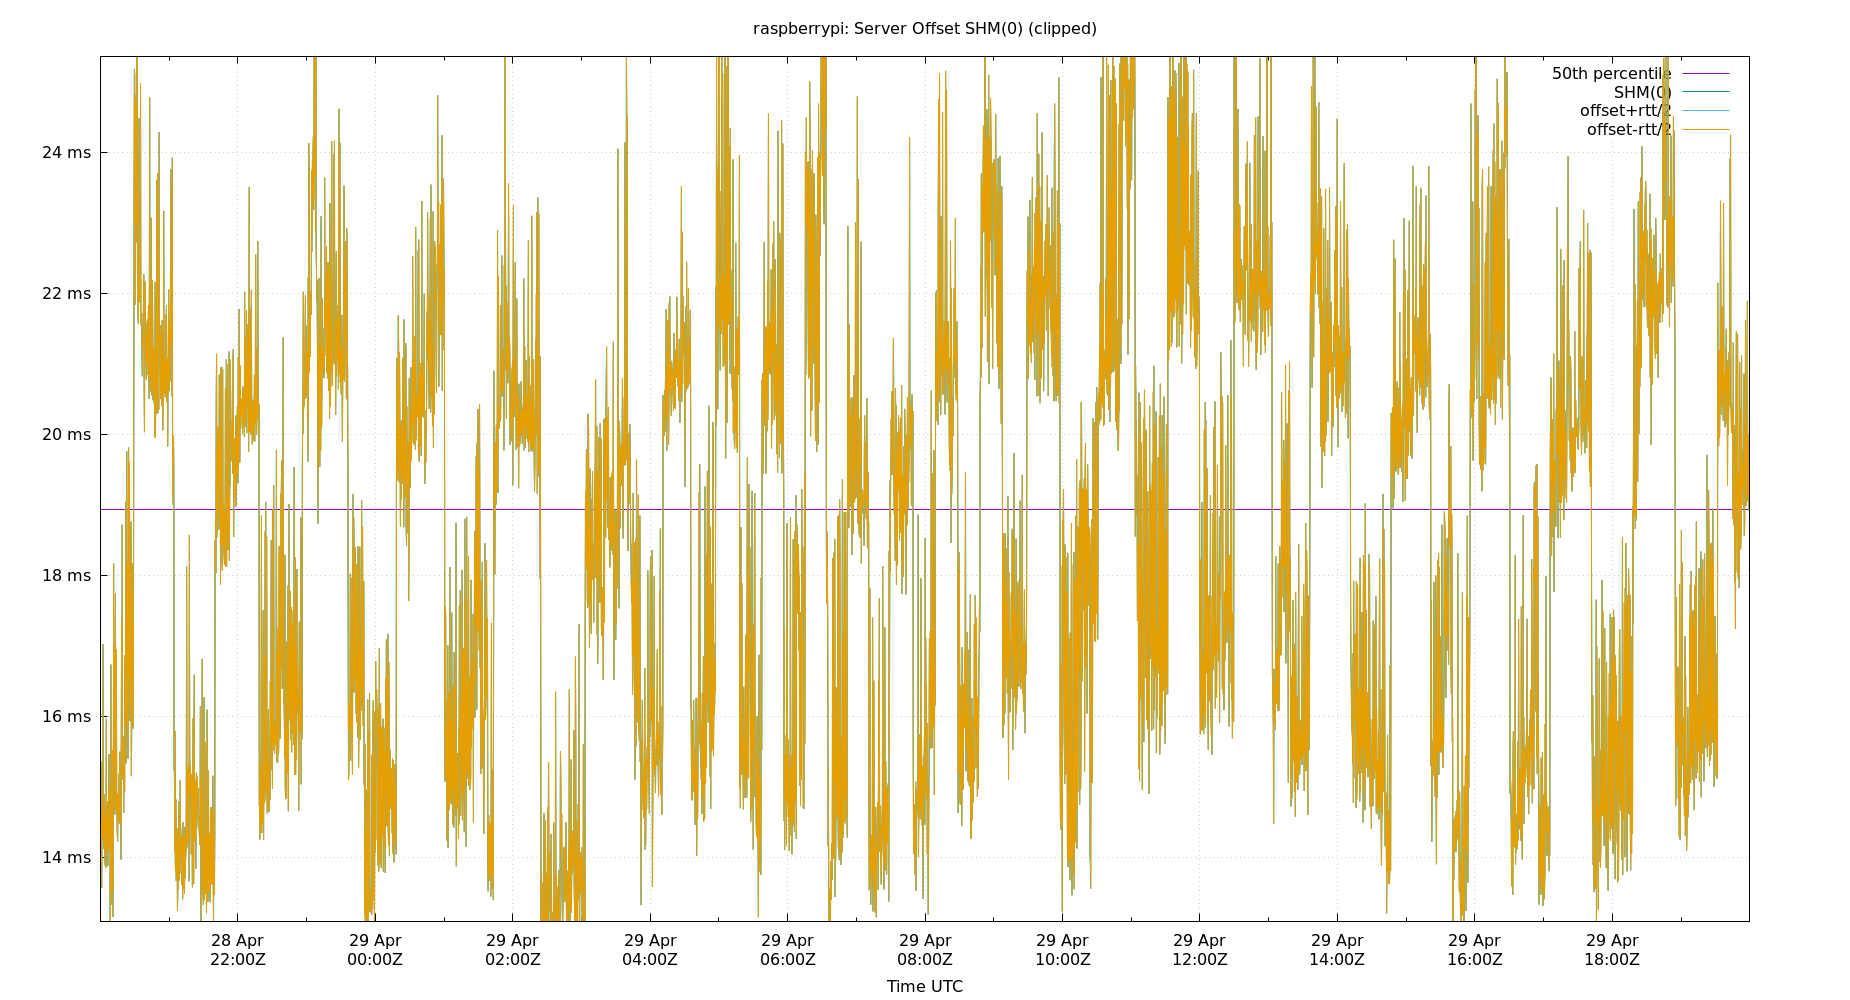 raspberrypi: Server Offset SHM(0) (clipped)
50th percentile
SHM(0)
offset+rtt/2
offset-rtt/2
24 ms
22 ms
20 ms
18 ms
16 ms
14 ms
28 Apr 29 Apr 29 Apr 29 Apr 29 Apr 29 Apr 29 Apr 29 Apr 29 Apr 29 Apr 29 Apr
22:00Z 00:00Z 02:00Z 04:00Z 06:00Z 08:00Z 10:00Z 12:00Z 14:00Z 16:00Z 18:00Z
Time UTC